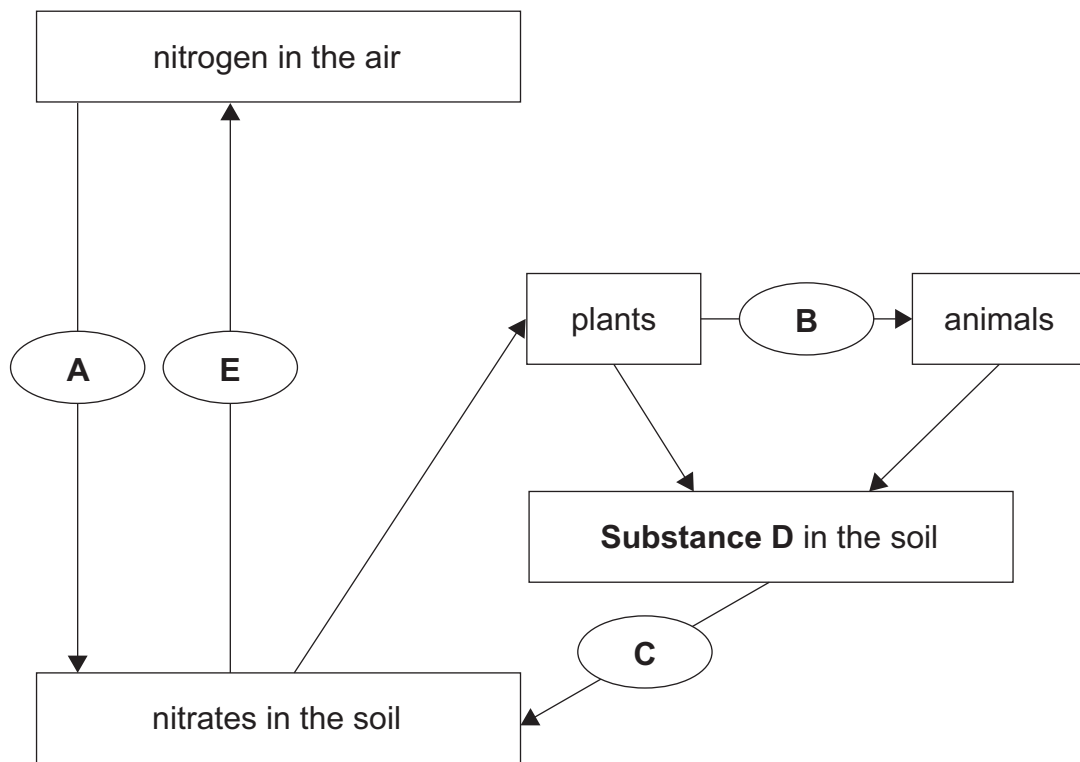 nitrogen in the air
plants
B
animals
A
E
Substance D in the soil
C
nitrates in the soil